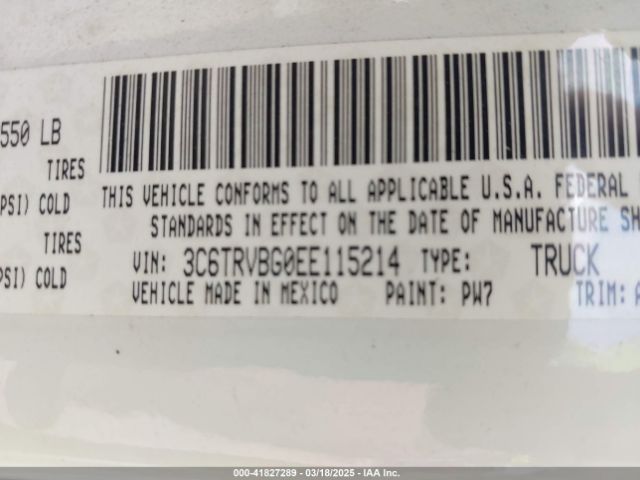 550 LB
TIRES
PSI) COLD
TIRES
PSI) COLD
THIS VEHICLE CONFORMS TO ALL APPLICABLE U.S.A. FEDERAL
STANDARDS IN EFFECT ON THE DATE OF MANUFACTURE SH
VIN: 3C6TRVBG0EE115214 TYPE: TRUCK
VEHICLE MADE IN MEXICO PAINT: PW7 TRIM: A
000-41827289 - 03/18/2025 - IAA Inc.